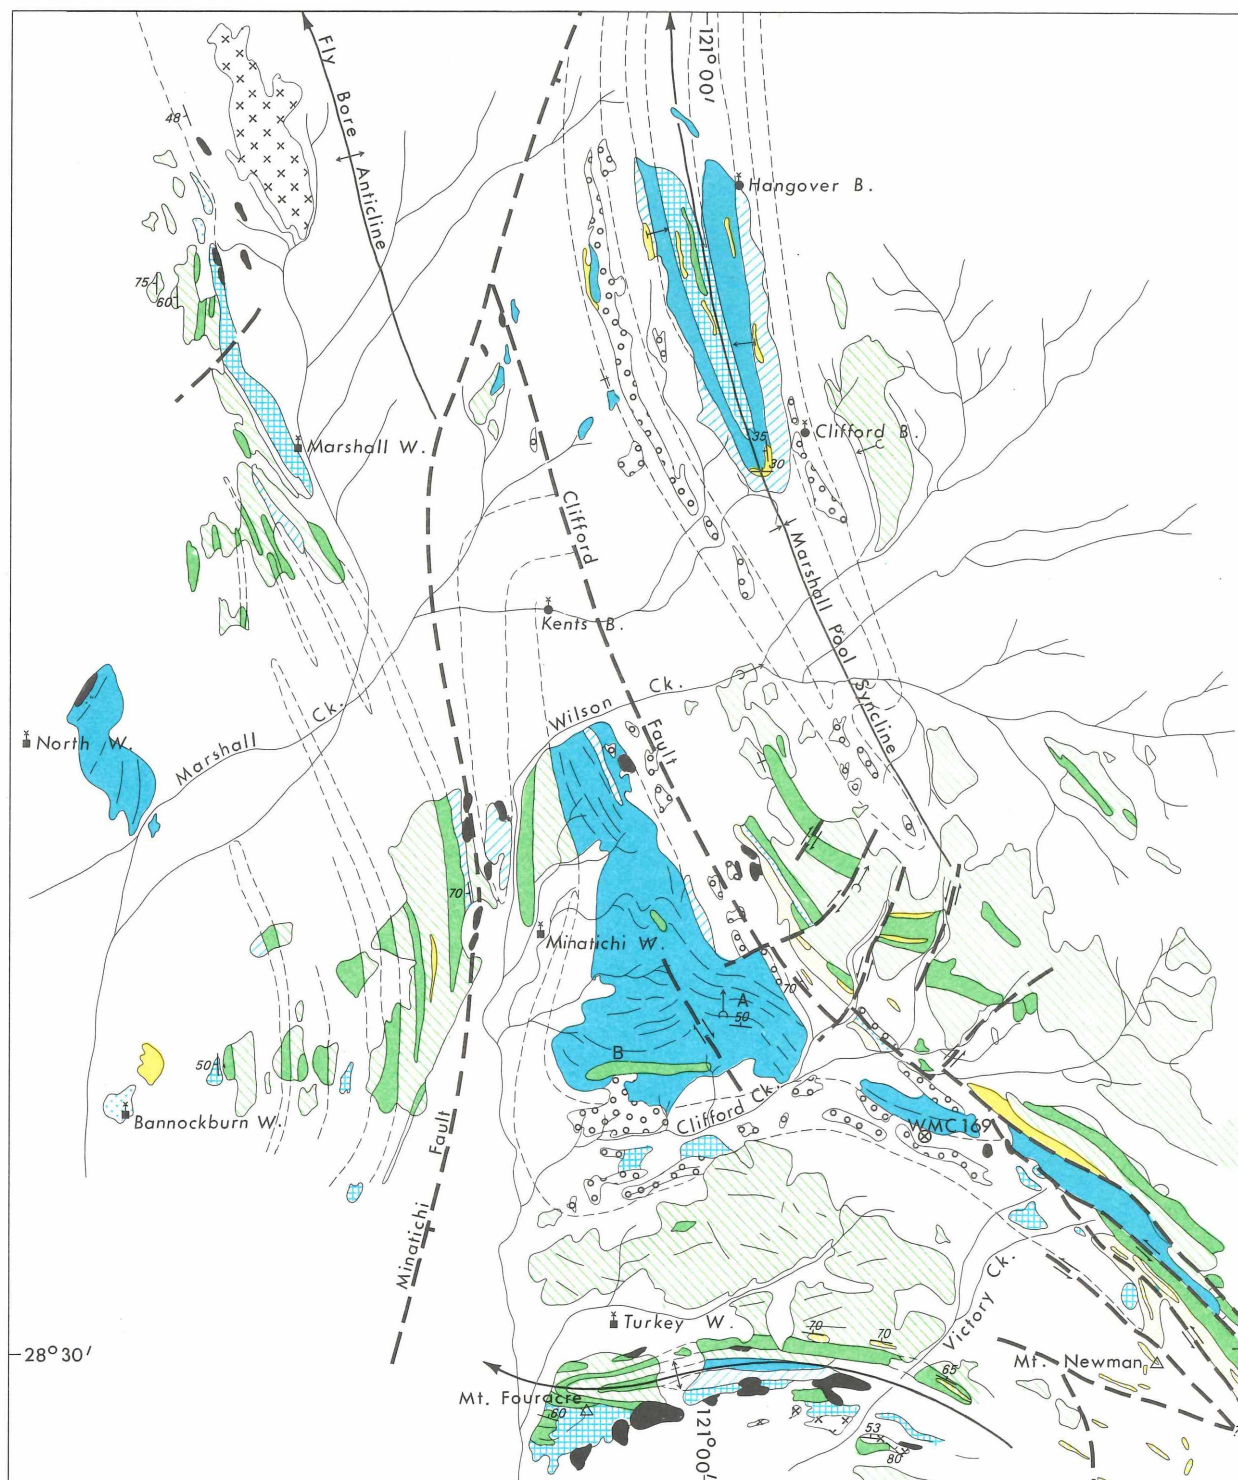 121° 00'
Fly Bore Anticline
48
Hangover B.
75
60
Marshall W.
35
30
Clifford B.
Clifford Fault
Marshall Pool Syncline
Kents B.
Wilson Ck.
North W.
Marshall Ck.
70
Minatichi W.
A
50
70
B
50
Bannockburn W.
Clifford Ck.
WMC169
Minatichi Fault
Victory Ck.
Turkey W.
70
70
28° 30'
Mt. Newman
65
Mt. Fouracre
60
121° 00'
53
80
?